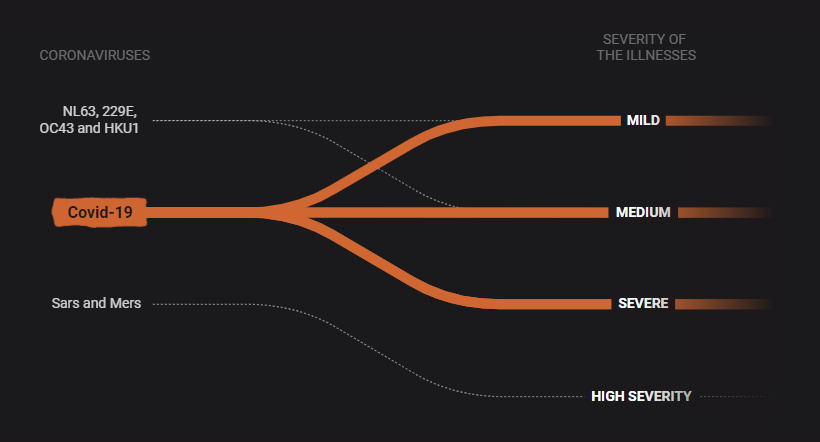 CORONAVIRUSES
SEVERITY OF
THE ILLNESSES
NL63, 229E,
OC43 and HKU1
MILD
Covid-19
MEDIUM
Sars and Mers
SEVERE
HIGH SEVERITY